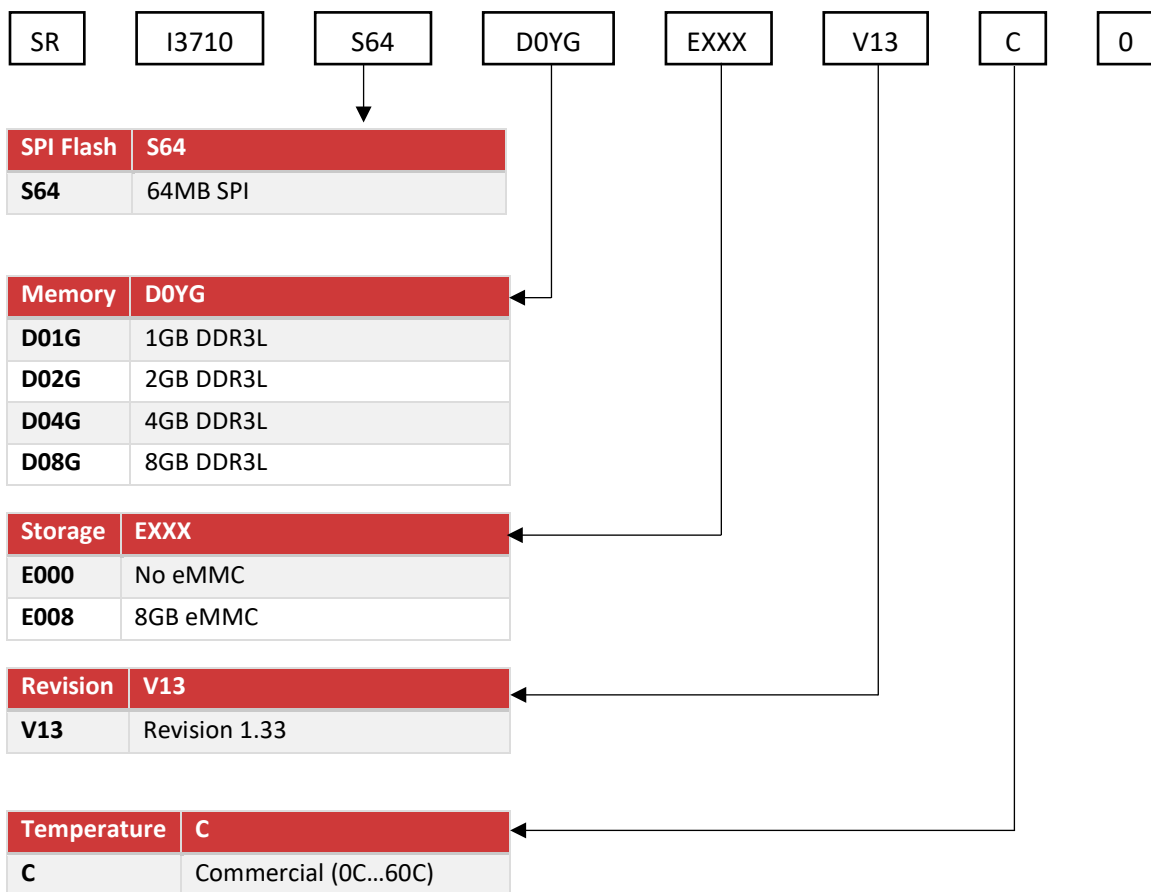 SR I3710 S64 D0YG EXXX V13 C 0
SPI Flash S64
S64 64MB SPI
Memory D0YG
D01G 1GB DDR3L
D02G 2GB DDR3L
D04G 4GB DDR3L
D08G 8GB DDR3L
Storage EXXX
E000 No eMMC
E008 8GB eMMC
Revision V13
V13 Revision 1.33
Temperature C
C Commercial (0C…60C)